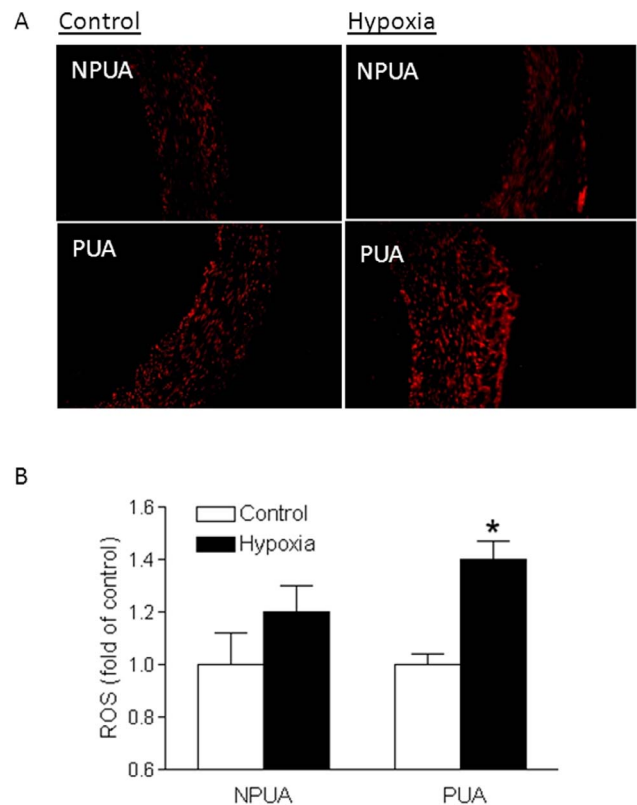 A
Control
Hypoxia
NPUA
NPUA
PUA
PUA
B
1.6
1.4
1.2
1.0
0.8
0.6
ROS (fold of control)
Control
Hypoxia
*
NPUA
PUA